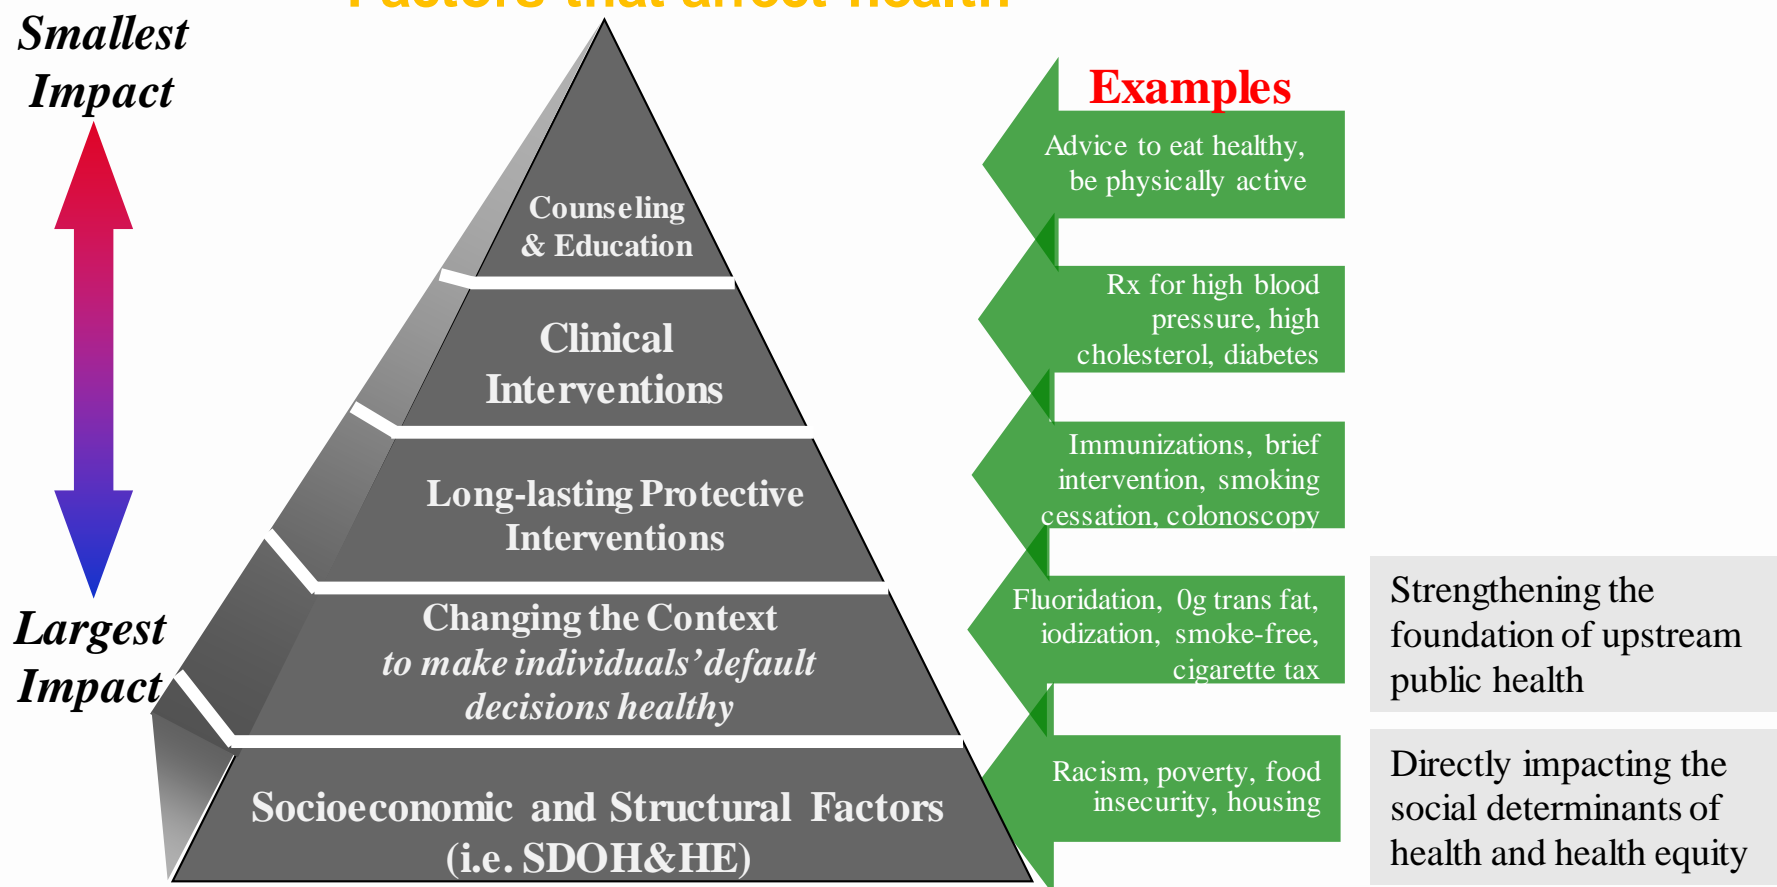 Factors that affect health
Smallest
Impact
Examples
Advice to eat healthy,
be physically active
Counseling
& Education
Rx for high blood
pressure, high
cholesterol, diabetes
Clinical
Interventions
Immunizations, brief
intervention, smoking
cessation, colonoscopy
Long-lasting Protective
Interventions
Fluoridation, 0g trans fat,
iodization, smoke-free,
cigarette tax
Strengthening the
foundation of upstream
public health
Largest
Impact
Changing the Context
to make individuals’ default
decisions healthy
Racism, poverty, food
insecurity, housing
Directly impacting the
social determinants of
health and health equity
Socioeconomic and Structural Factors
(i.e. SDOH&HE)